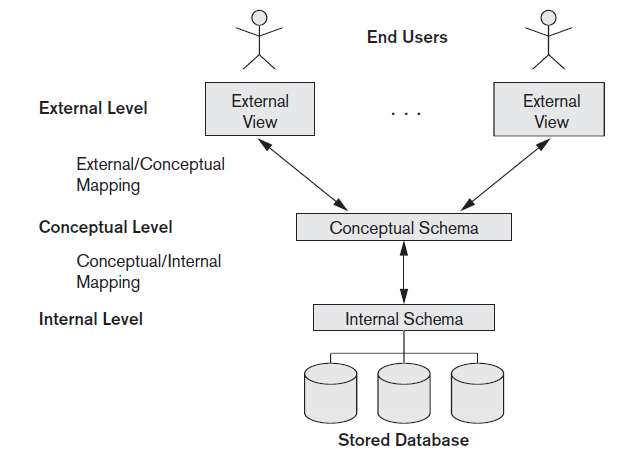 End Users
External Level
External
View
. . .
External
View
External/Conceptual
Mapping
Conceptual Level
Conceptual Schema
Conceptual/Internal
Mapping
Internal Level
Internal Schema
Stored Database